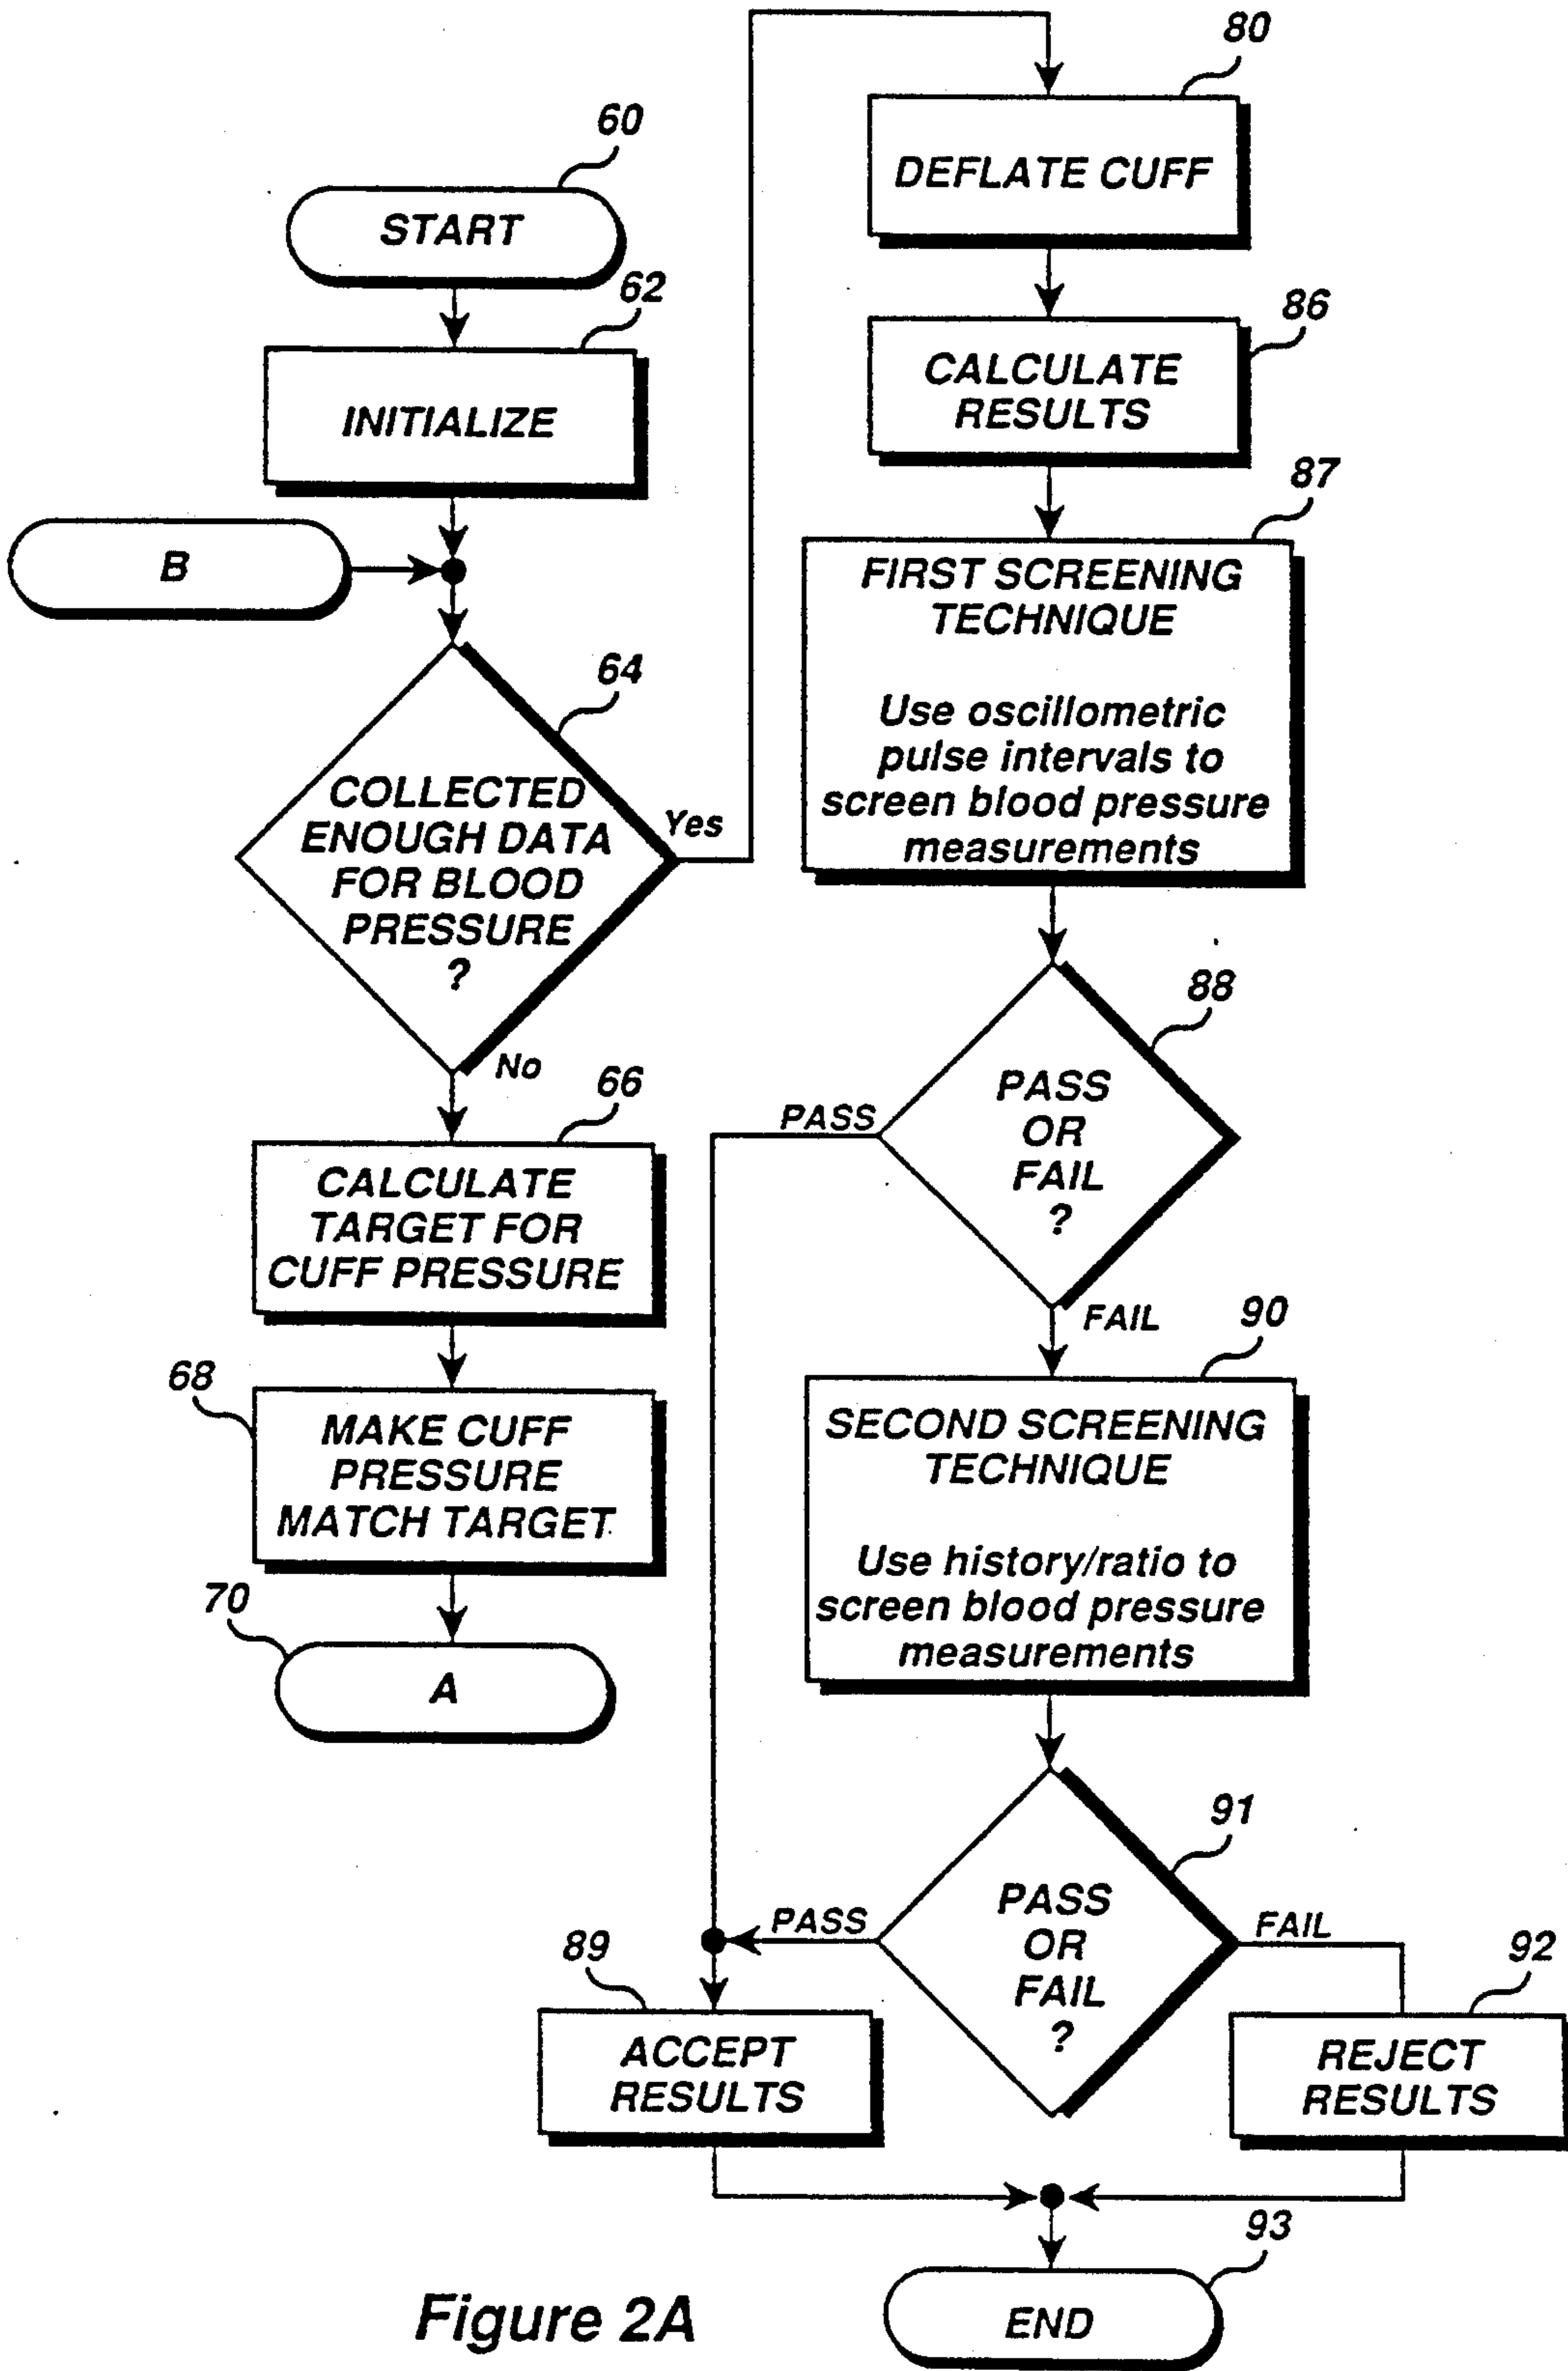 60
START
62
INITIALIZE
B
64
COLLECTED
ENOUGH DATA
FOR BLOOD
PRESSURE
?
Yes
No
66
CALCULATE
TARGET FOR
CUFF PRESSURE
68
MAKE CUFF
PRESSURE
MATCH TARGET
70
A
80
DEFLATE CUFF
86
CALCULATE
RESULTS
87
FIRST SCREENING
TECHNIQUE
Use oscillometric
pulse intervals to
screen blood pressure
measurements
88
PASS
OR
FAIL
?
PASS
FAIL
90
SECOND SCREENING
TECHNIQUE
Use history/ratio to
screen blood pressure
measurements
91
PASS
OR
FAIL
?
PASS
FAIL
89
ACCEPT
RESULTS
92
REJECT
RESULTS
93
END
Figure 2A